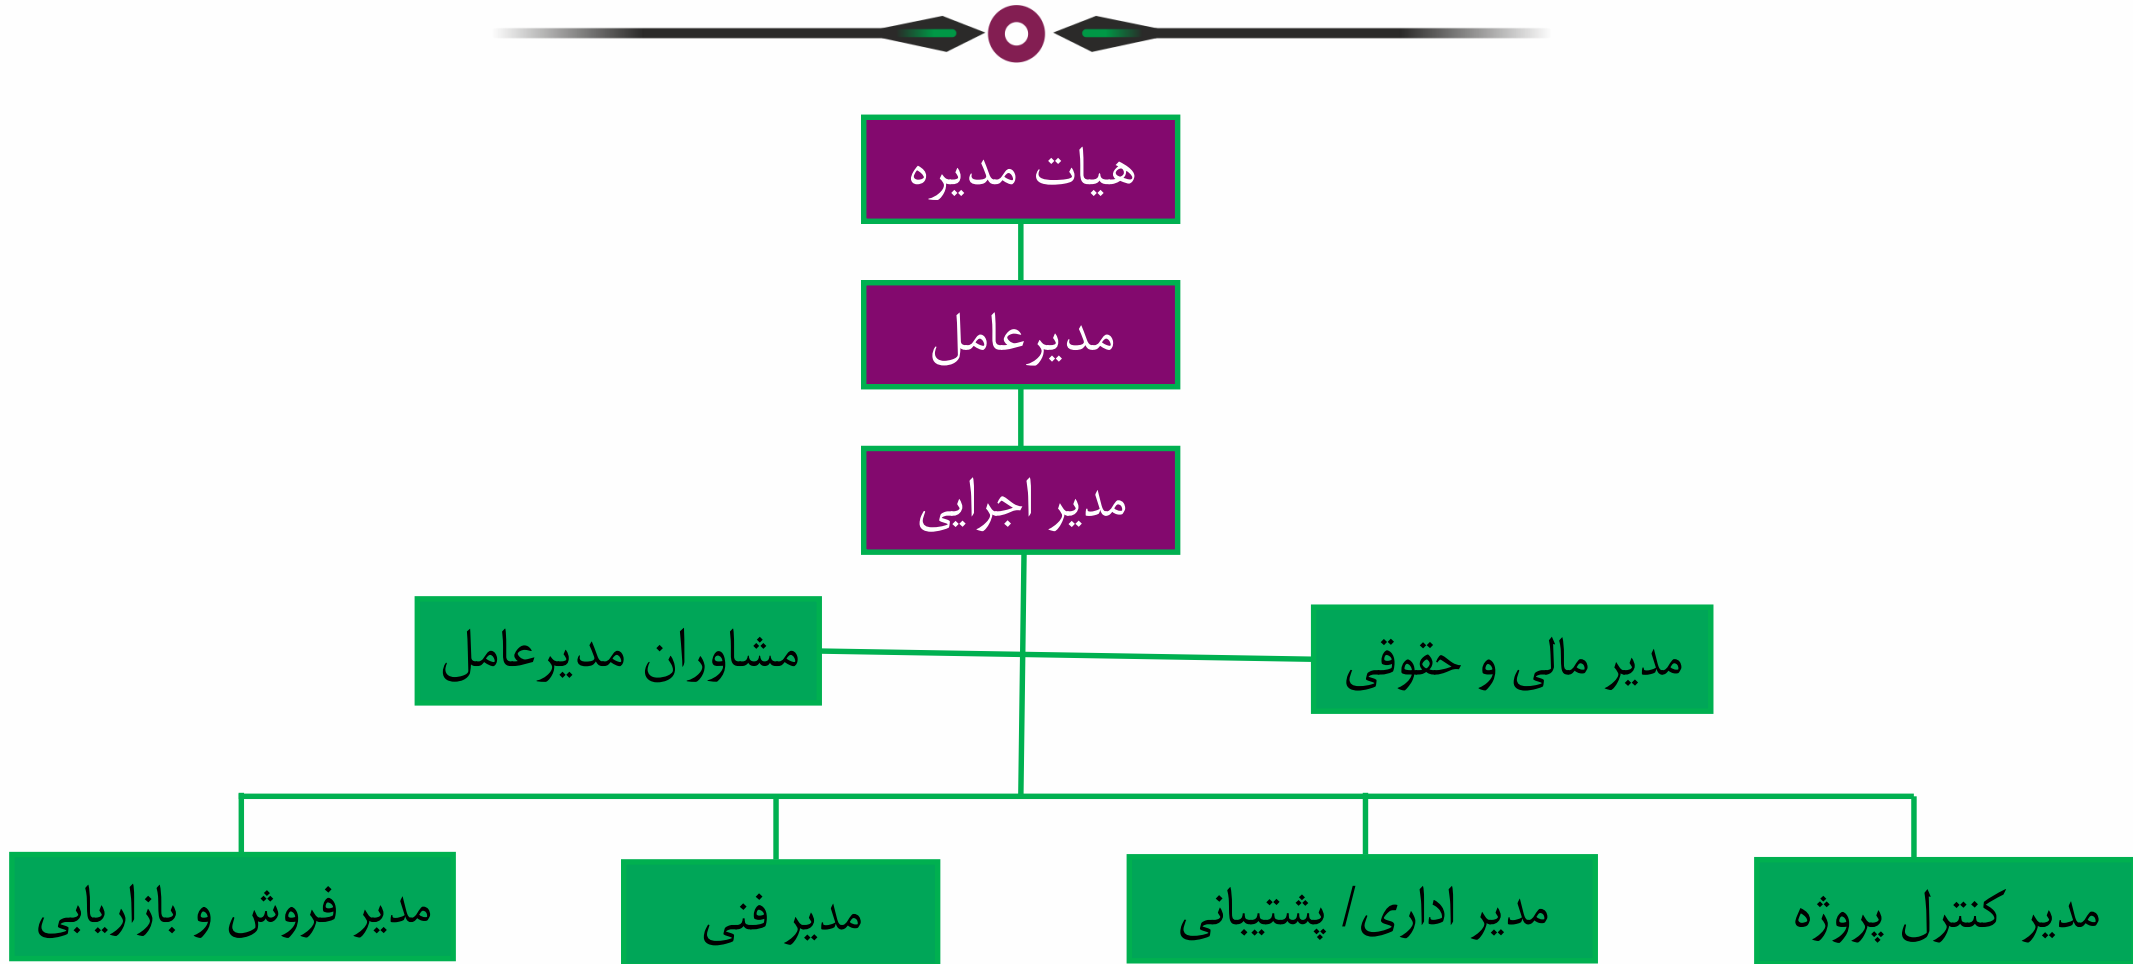 هیات مدیره
مدیرعامل
مدیر اجرایی
مدیر مالی و حقوقی
مشاوران مدیرعامل
مدیر کنترل پروژه
مدیر اداری/ پشتیبانی
مدیر فنی
مدیر فروش و بازاریابی